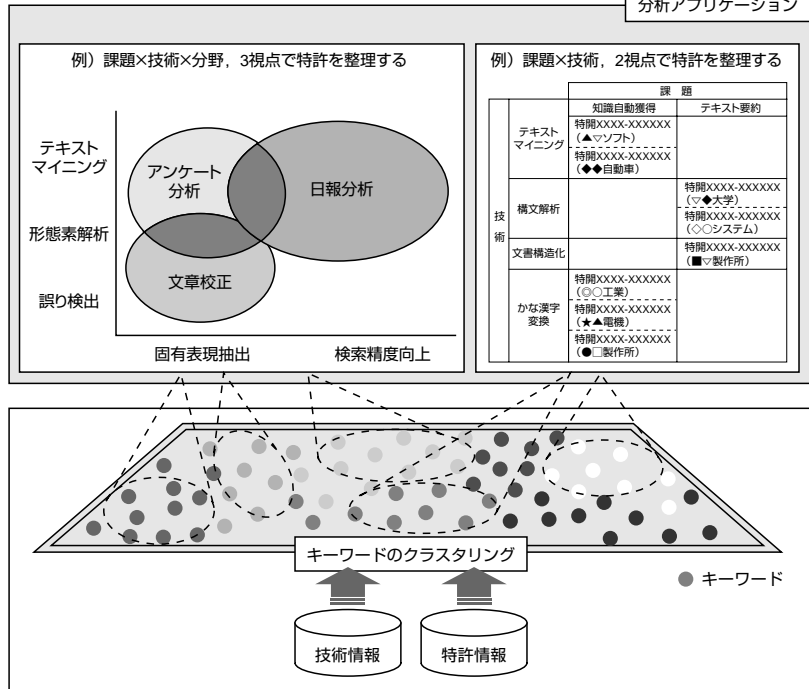 分析アプリケーション
例）課題×技術×分野，3視点で特許を整理する
テキスト
マイニング
形態素解析
誤り検出
アンケート
分析
日報分析
文章校正
固有表現抽出
検索精度向上
例）課題×技術，2視点で特許を整理する
課　題
知識自動獲得
テキスト要約
技
術
テキスト
マイニング
特開XXXX-XXXXXX
（▲▽ソフト）
特開XXXX-XXXXXX
（◆◆自動車）
構文解析
特開XXXX-XXXXXX
（▽◆大学）
特開XXXX-XXXXXX
（◇○システム）
文書構造化
特開XXXX-XXXXXX
（■▽製作所）
かな漢字
変換
特開XXXX-XXXXXX
（◎○工業）
特開XXXX-XXXXXX
（★▲電機）
特開XXXX-XXXXXX
（●□製作所）
キーワードのクラスタリング
キーワード
技術情報
特許情報